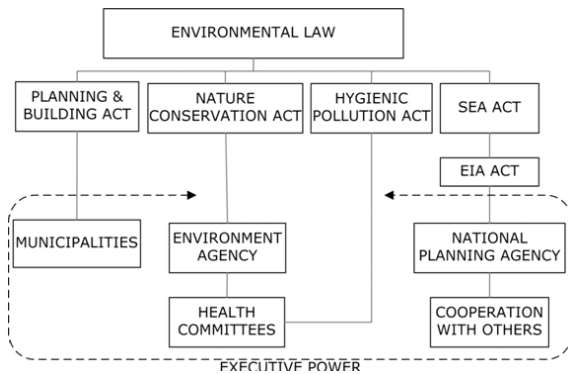 ENVIRONMENTAL LAW
PLANNING &
BUILDING ACT
NATURE
CONSERVATION ACT
HYGIENIC
POLLUTION ACT
SEA ACT
EIA ACT
MUNICIPALITIES
ENVIRONMENT
AGENCY
NATIONAL
PLANNING AGENCY
HEALTH
COMMITTEES
COOPERATION
WITH OTHERS
EXECUTIVE POWER